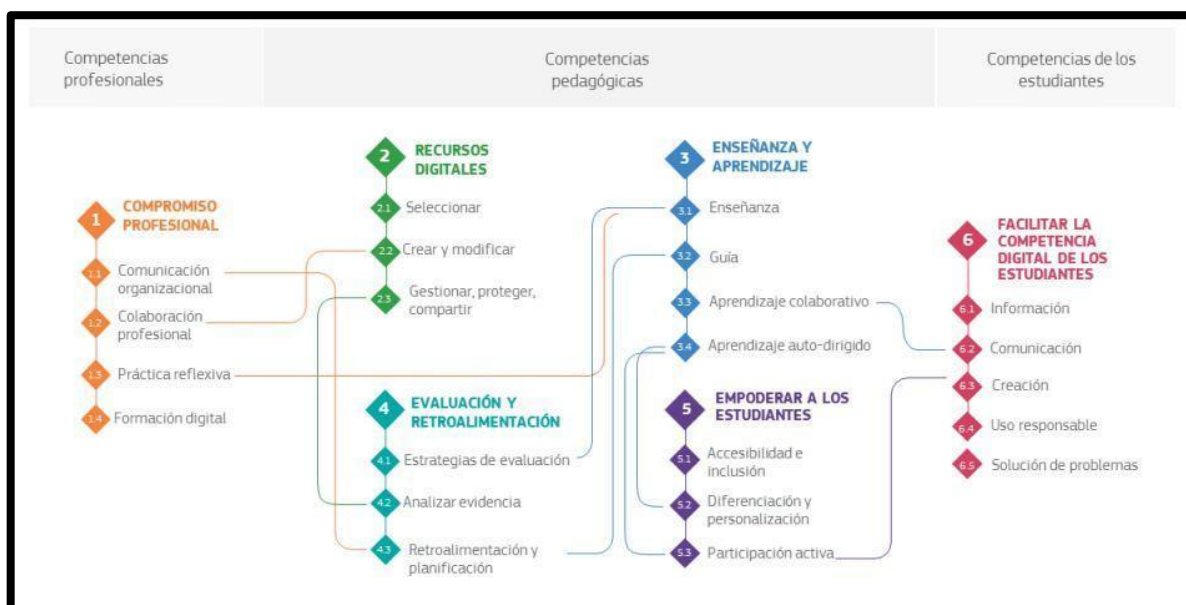 Competencias
profesionales
Competencias
pedagógicas
Competencias de los
estudiantes
1
COMPROMISO
PROFESIONAL
1.1
Comunicación
organizacional
1.2
Colaboración
profesional
1.3
Práctica reflexiva
1.4
Formación digital
2
RECURSOS
DIGITALES
2.1
Seleccionar
2.2
Crear y modificar
2.3
Gestionar, proteger,
compartir
3
ENSEÑANZA Y
APRENDIZAJE
3.1
Enseñanza
3.2
Guía
3.3
Aprendizaje colaborativo
3.4
Aprendizaje auto-dirigido
4
EVALUACIÓN Y
RETROALIMENTACIÓN
4.1
Estrategias de evaluación
4.2
Analizar evidencia
4.3
Retroalimentación y
planificación
5
EMPODERAR A LOS
ESTUDIANTES
5.1
Accesibilidad e
inclusión
5.2
Diferenciación y
personalización
5.3
Participación activa
6
FACILITAR LA
COMPETENCIA
DIGITAL DE LOS
ESTUDIANTES
6.1
Información
6.2
Comunicación
6.3
Creación
6.4
Uso responsable
6.5
Solución de problemas